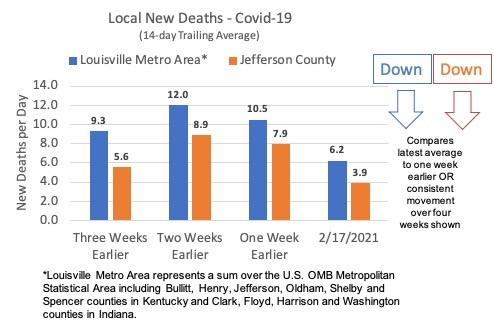 Local New Deaths - Covid-19
(14-day Trailing Average)
Louisville Metro Area* Jefferson County
Down Down
New Deaths per Day
14.0
12.0
10.0
8.0
6.0
4.0
2.0
0.0
9.3
5.6
12.0
8.9
10.5
7.9
6.2
3.9
Three Weeks
Earlier
Two Weeks
Earlier
One Week
Earlier
2/17/2021
Compares
latest average
to one week
earlier OR
consistent
movement
over four
weeks shown
*Louisville Metro Area represents a sum over the U.S. OMB Metropolitan
Statistical Area including Bullitt, Henry, Jefferson, Oldham, Shelby and
Spencer counties in Kentucky and Clark, Floyd, Harrison and Washington
counties in Indiana.